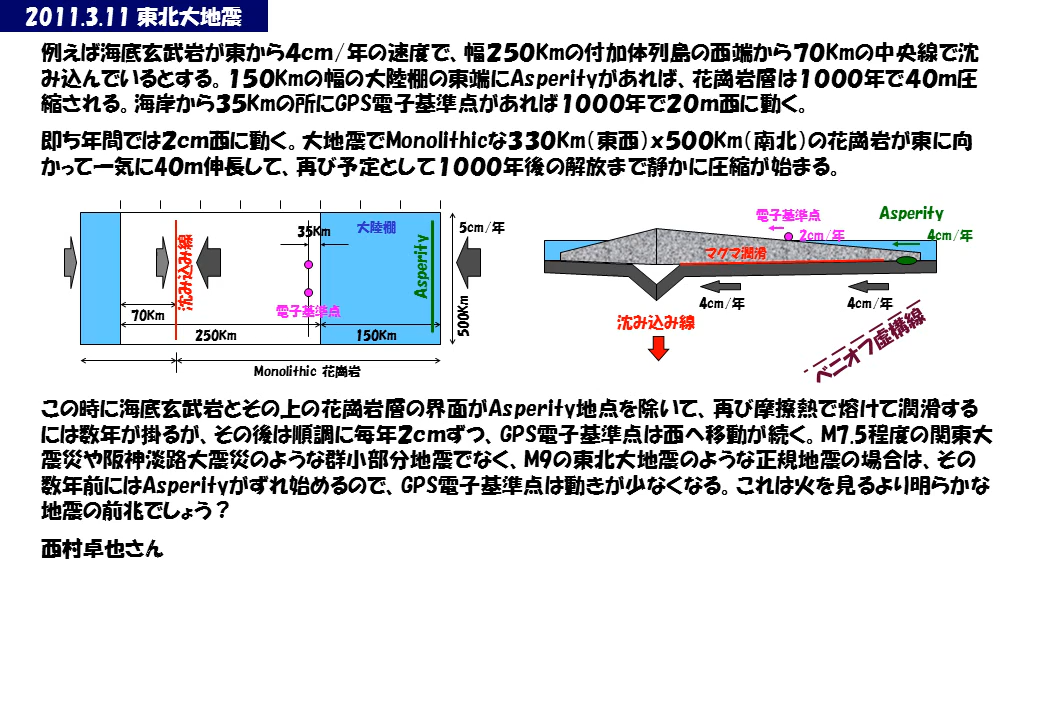 2011.3.11 東北大地震
例えば海底玄武岩が東から4cm/年の速度で、幅250Kmの付加体列島の西端から70Kmの中央線で沈
み込んでいるとする。150Kmの幅の大陸棚の東端にAsperityがあれば、花崗岩層は1000年で40m圧
縮される。海岸から35Kmの所にGPS電子基準点があれば1000年で20m西に動く。
即ち年間では2cm西に動く。大地震でMonolithicな330Km(東西)x500Km(南北)の花崗岩が東に向
かって一気に40m伸長して、再び予定として1000年後の解放まで静かに圧縮が始まる。
35Km
大陸棚
5cm/年
沈み込み線
Asperity
電子基準点
70Km
250Km
150Km
500Km
Monolithic 花崗岩
電子基準点
Asperity
2cm/年
4cm/年
マグマ潤滑
4cm/年
4cm/年
沈み込み線
ベニオフ虚構線
この時に海底玄武岩とその上の花崗岩層の界面がAsperity地点を除いて、再び摩擦熱で熔けて潤滑する
には数年が掛るが、その後は順調に毎年2cmずつ、GPS電子基準点は西へ移動が続く。M7.5程度の関東大
震災や阪神淡路大震災のような群小部分地震でなく、M9の東北大地震のような正規地震の場合は、その
数年前にはAsperityがずれ始めるので、GPS電子基準点は動きが少なくなる。これは火を見るより明らかな
地震の前兆でしょう?
西村卓也さん